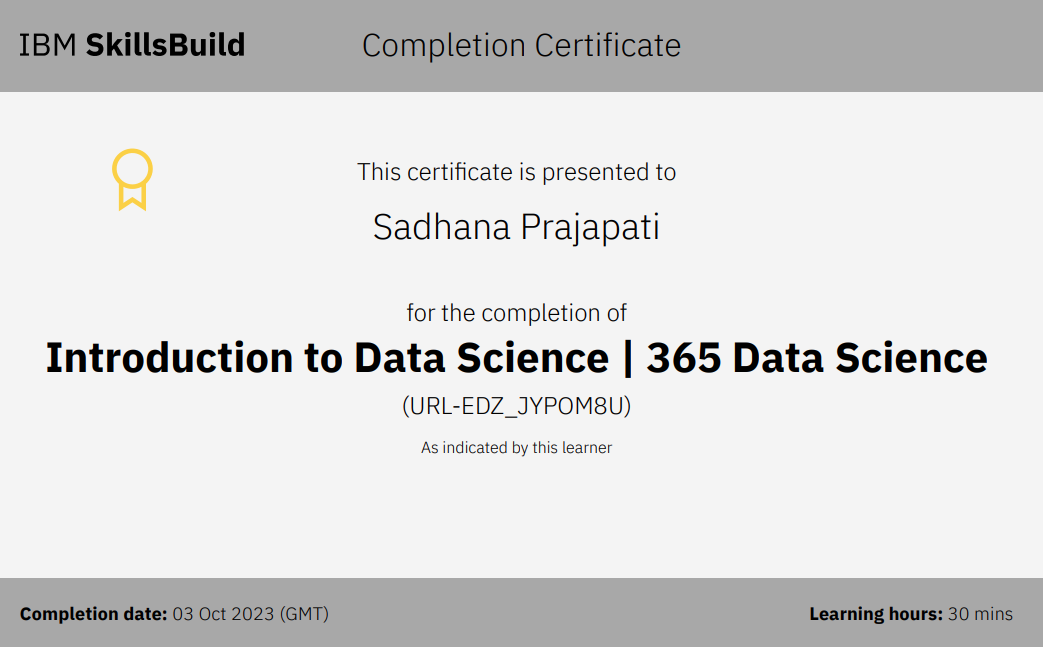 IBM SkillsBuild
Completion Certificate
This certificate is presented to
Sadhana Prajapati
for the completion of
Introduction to Data Science | 365 Data Science
(URL-EDZ_JYPOM8U)
As indicated by this learner
Completion date: 03 Oct 2023 (GMT)
Learning hours: 30 mins